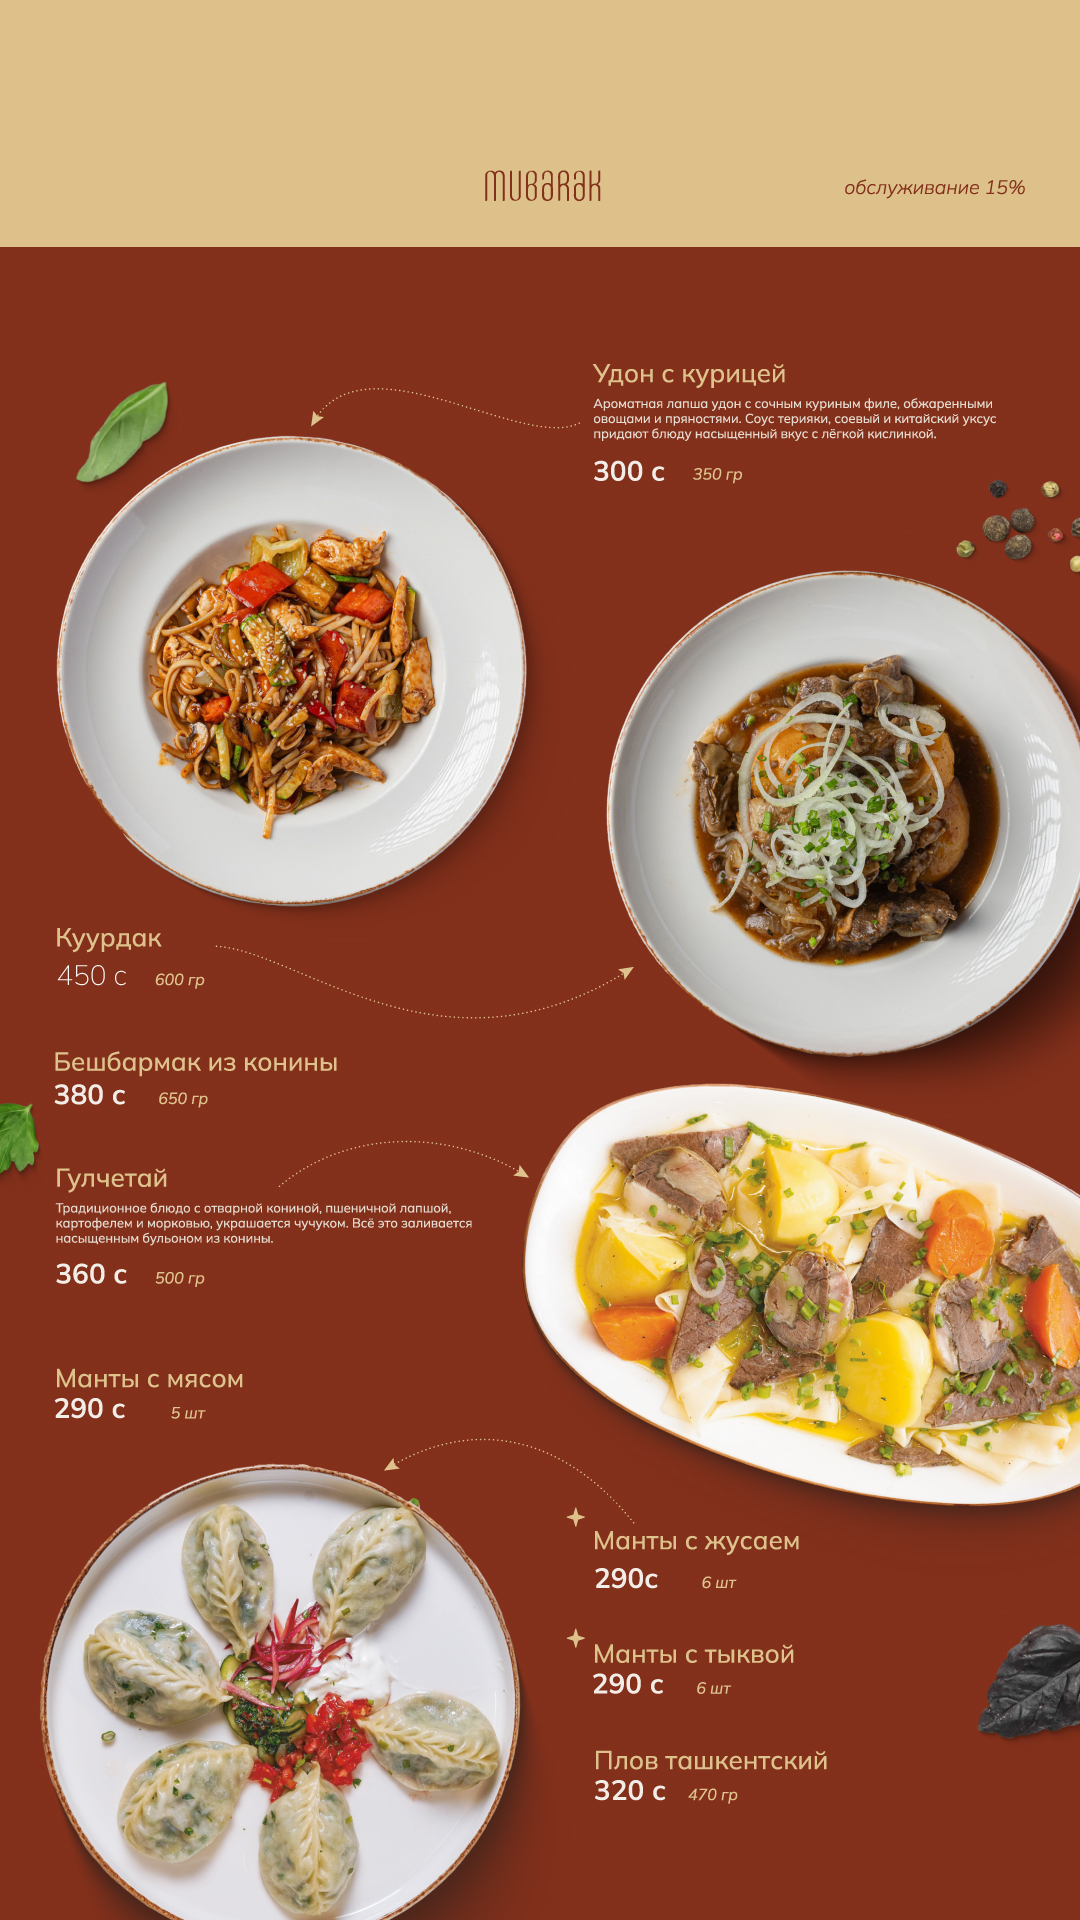 MUBARAK
обслуживание 15%
Удон с курицей
Ароматная лапша удон с сочным куриным филе, обжаренными
овощами и пряностями. Соус терияки, соевый и китайский уксус
придают блюду насыщенный вкус с лёгкой кислинкой.
300 с 350 гр
Куурдак
450 с 600 гр
Бешбармак из конины
380 с 650 гр
Гулчетай
Традиционное блюдо с отварной кониной, пшеничной лапшой,
картофелем и морковью, украшается чучуком. Всё это заливается
насыщенным бульоном из конины.
360 с 500 гр
Манты с мясом
290 с 5 шт
Манты с жусаем
290с 6 шт
Манты с тыквой
290 с 6 шт
Плов ташкентский
320 с 470 гр